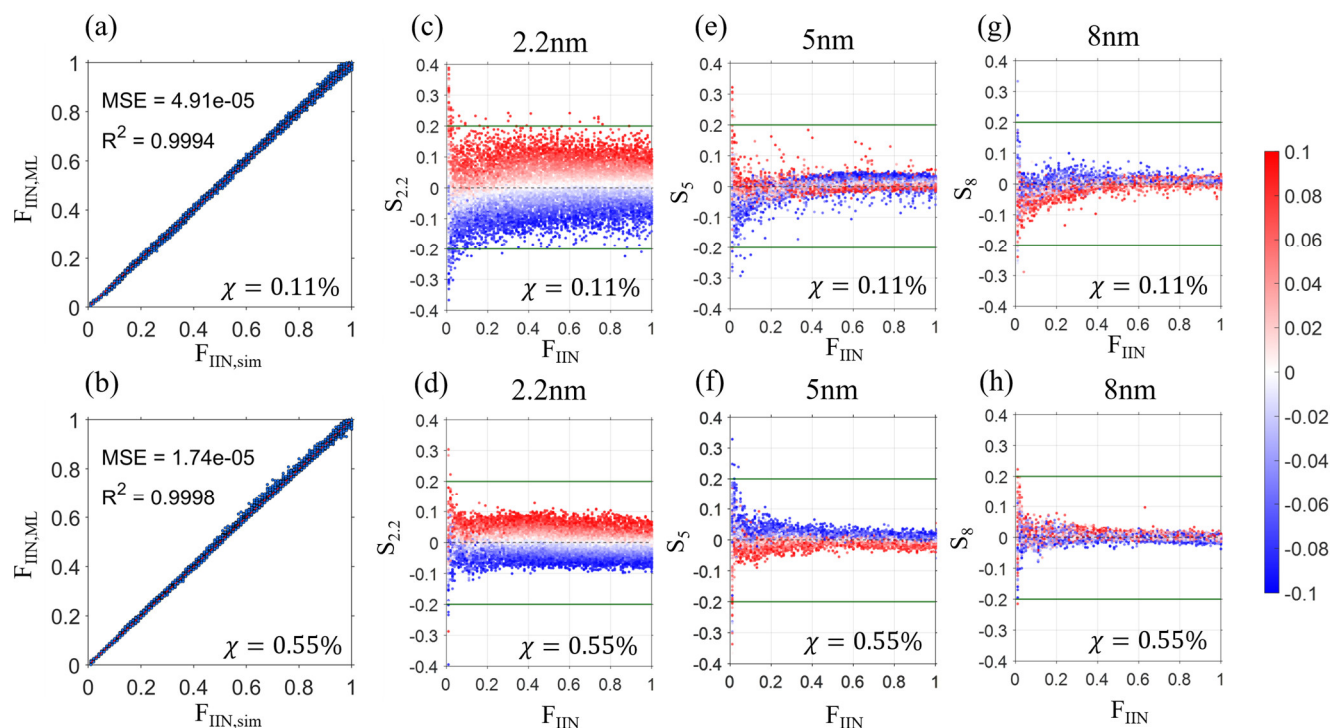 (a)
F_IIN,ML
1
0.8
0.6
0.4
0.2
0
MSE = 4.91e-05
R² = 0.9994
χ = 0.11%
0 0.2 0.4 0.6 0.8 1
F_IIN,sim
(c)
2.2nm
S_2.2
0.4
0.3
0.2
0.1
0
-0.1
-0.2
-0.3
-0.4
χ = 0.11%
0 0.2 0.4 0.6 0.8 1
F_IIN
(e)
5nm
S_5
0.4
0.3
0.2
0.1
0
-0.1
-0.2
-0.3
-0.4
χ = 0.11%
0 0.2 0.4 0.6 0.8 1
F_IIN
(g)
8nm
S_8
0.4
0.3
0.2
0.1
0
-0.1
-0.2
-0.3
-0.4
χ = 0.11%
0 0.2 0.4 0.6 0.8 1
F_IIN
(b)
F_IIN,ML
1
0.8
0.6
0.4
0.2
0
MSE = 1.74e-05
R² = 0.9998
χ = 0.55%
0 0.2 0.4 0.6 0.8 1
F_IIN,sim
(d)
2.2nm
S_2.2
0.4
0.3
0.2
0.1
0
-0.1
-0.2
-0.3
-0.4
χ = 0.55%
0 0.2 0.4 0.6 0.8 1
F_IIN
(f)
5nm
S_5
0.4
0.3
0.2
0.1
0
-0.1
-0.2
-0.3
-0.4
χ = 0.55%
0 0.2 0.4 0.6 0.8 1
F_IIN
(h)
8nm
S_8
0.4
0.3
0.2
0.1
0
-0.1
-0.2
-0.3
-0.4
χ = 0.55%
0 0.2 0.4 0.6 0.8 1
F_IIN
0.1
0.08
0.06
0.04
0.02
0
-0.02
-0.04
-0.06
-0.08
-0.1